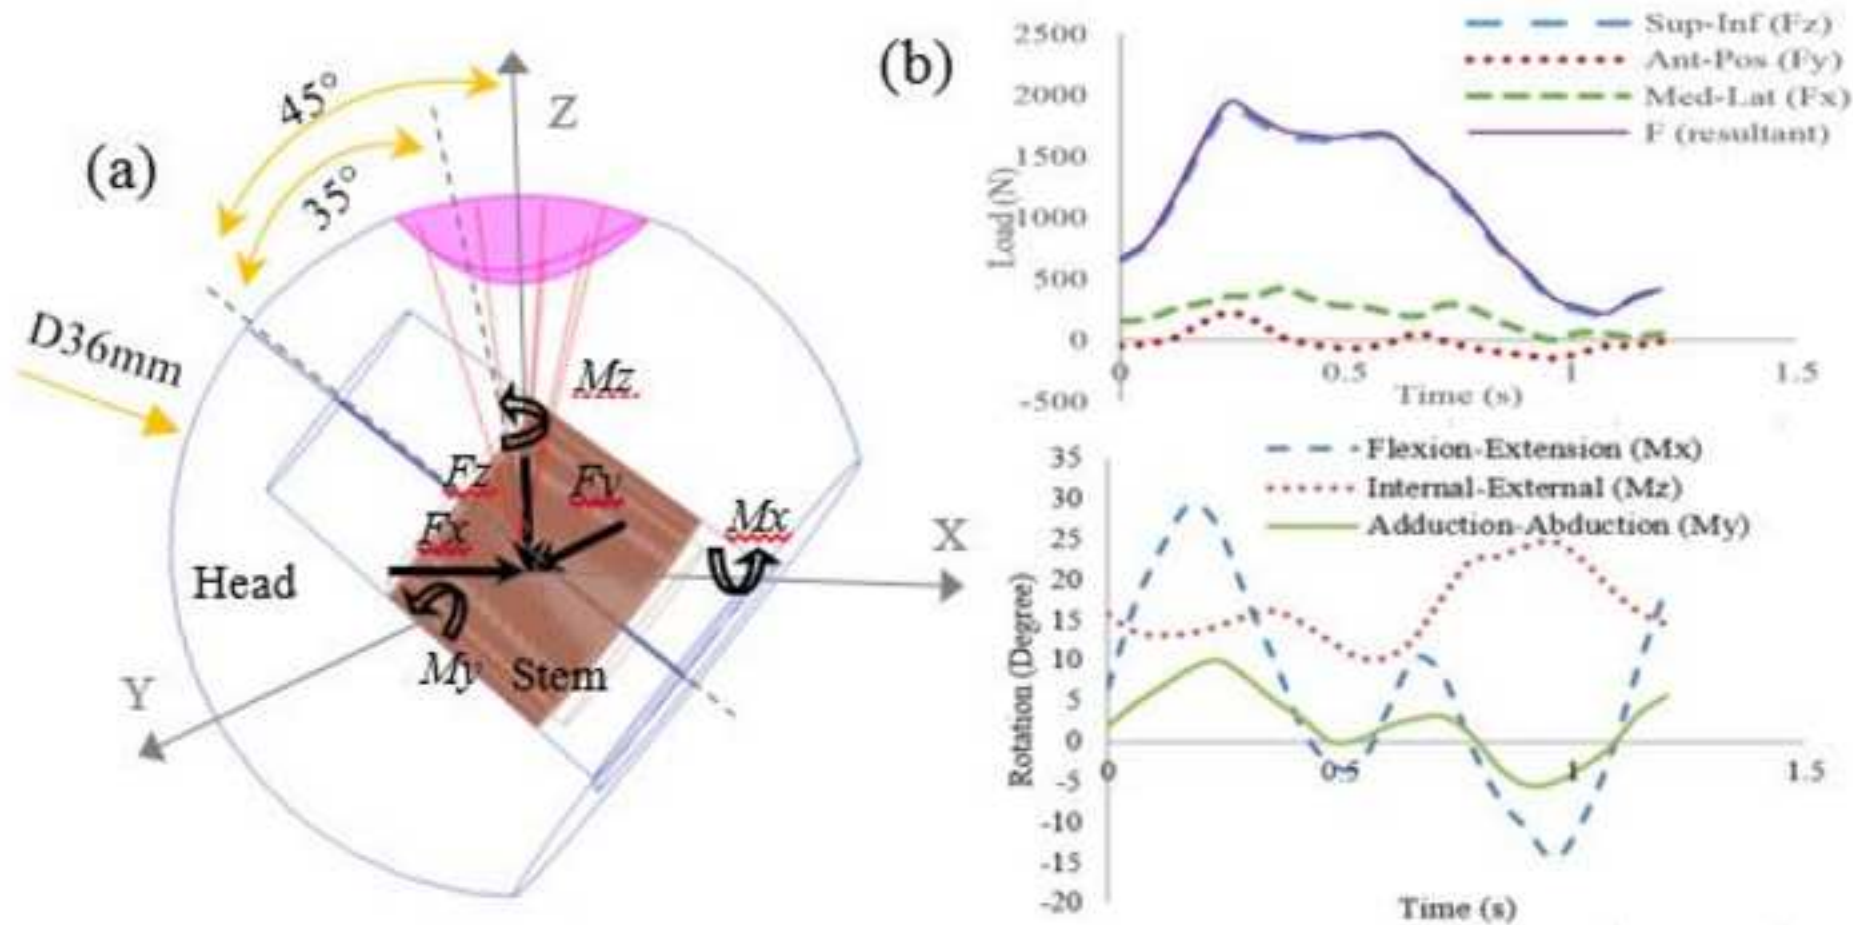 (a)
45°
35°
Z
D36mm
Mz
Fz
Fy
Fx
Mx
X
Head
My
Stem
Y
(b)
Sup-Inf (Fz)
Ant-Pos (Fy)
Med-Lat (Fx)
F (resultant)
2500
2000
1500
1000
500
0
-500
Load (N)
0
0.5
1
1.5
Time (s)
Flexion-Extension (Mx)
Internal-External (Mz)
Adduction-Abduction (My)
35
30
25
20
15
10
5
0
-5
-10
-15
-20
Rotation (Degree)
0
0.5
1
1.5
Time (s)